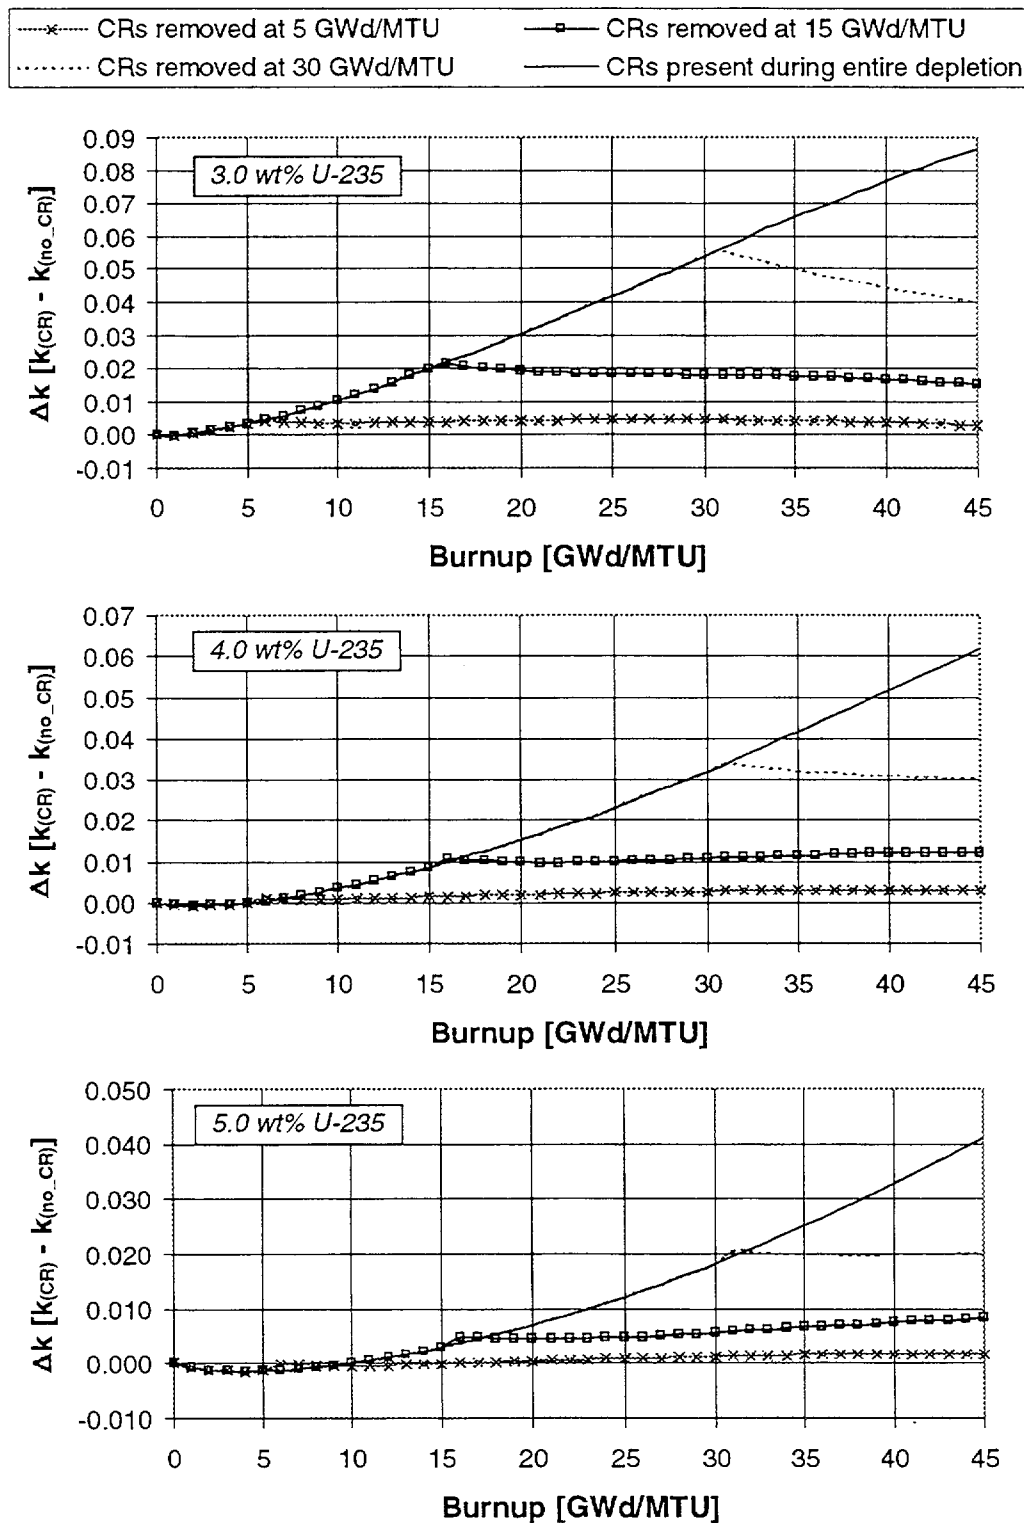 CRs removed at 5 GWd/MTU CRs removed at 15 GWd/MTU
CRs removed at 30 GWd/MTU CRs present during entire depletion
0.09
0.08
0.07
0.06
0.05
0.04
0.03
0.02
0.01
0.00
-0.01
Δk [k(CR) - k(no_CR)]
3.0 wt% U-235
0 5 10 15 20 25 30 35 40 45
Burnup [GWd/MTU]
0.07
0.06
0.05
0.04
0.03
0.02
0.01
0.00
-0.01
Δk [k(CR) - k(no_CR)]
4.0 wt% U-235
0 5 10 15 20 25 30 35 40 45
Burnup [GWd/MTU]
0.050
0.040
0.030
0.020
0.010
0.000
-0.010
Δk [k(CR) - k(no_CR)]
5.0 wt% U-235
0 5 10 15 20 25 30 35 40 45
Burnup [GWd/MTU]